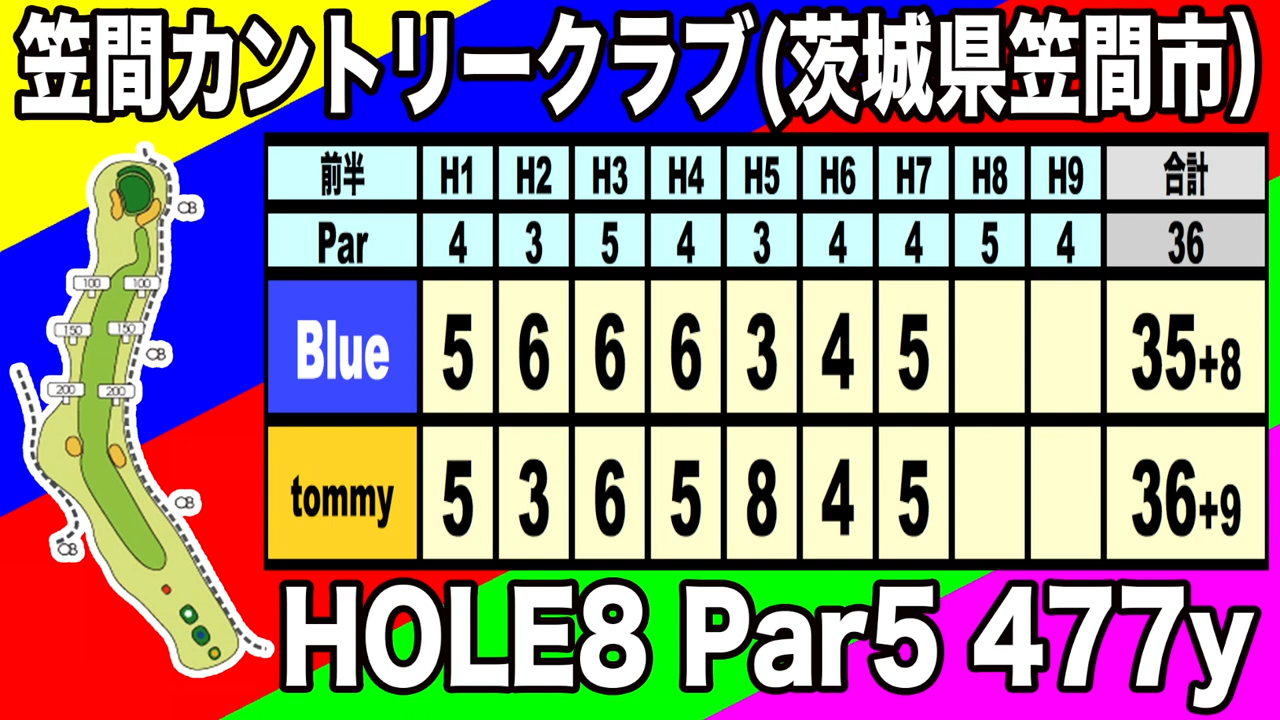 笠間カントリークラブ(茨城県笠間市)
前半 H1 H2 H3 H4 H5 H6 H7 H8 H9 合計
Par 4 3 5 4 3 4 4 5 4 36
Blue 5 6 6 6 3 4 5 35+8
tommy 5 3 6 5 8 4 5 36+9
OB
100 100
150 150
OB
200 200
OB
OB
HOLE8 Par5 477y